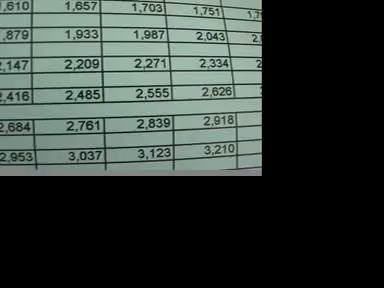 1,610 1,657 1,703 1,751
,879 1,933 1,987 2,043
,147 2,209 2,271 2,334
2,416 2,485 2,555 2,626
2,684 2,761 2,839 2,918
2,953 3,037 3,123 3,210